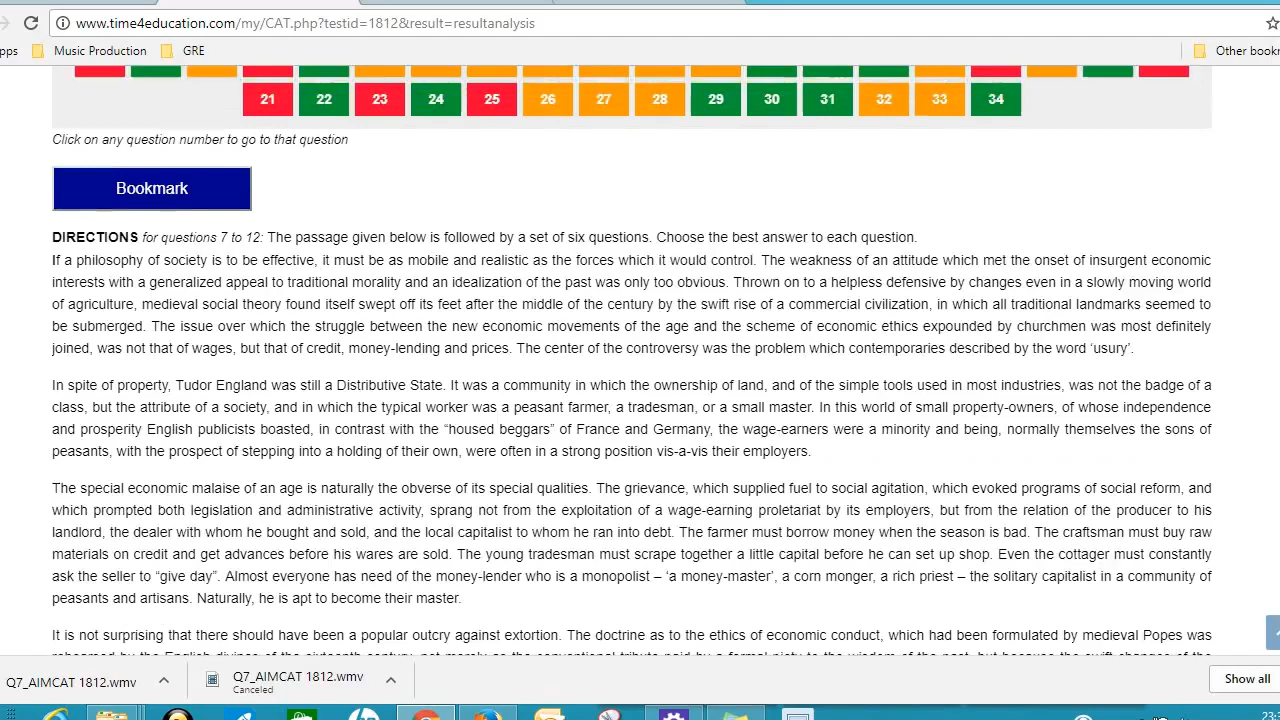 www.time4education.com/my/CAT.php?testid=1812&result=resultanalysis
pps Music Production GRE Other bookm
21 22 23 24 25 26 27 28 29 30 31 32 33 34
Click on any question number to go to that question
Bookmark
DIRECTIONS for questions 7 to 12: The passage given below is followed by a set of six questions. Choose the best answer to each question.
If a philosophy of society is to be effective, it must be as mobile and realistic as the forces which it would control. The weakness of an attitude which met the onset of insurgent economic
interests with a generalized appeal to traditional morality and an idealization of the past was only too obvious. Thrown on to a helpless defensive by changes even in a slowly moving world
of agriculture, medieval social theory found itself swept off its feet after the middle of the century by the swift rise of a commercial civilization, in which all traditional landmarks seemed to
be submerged. The issue over which the struggle between the new economic movements of the age and the scheme of economic ethics expounded by churchmen was most definitely
joined, was not that of wages, but that of credit, money-lending and prices. The center of the controversy was the problem which contemporaries described by the word ‘usury’.
In spite of property, Tudor England was still a Distributive State. It was a community in which the ownership of land, and of the simple tools used in most industries, was not the badge of a
class, but the attribute of a society, and in which the typical worker was a peasant farmer, a tradesman, or a small master. In this world of small property-owners, of whose independence
and prosperity English publicists boasted, in contrast with the “housed beggars” of France and Germany, the wage-earners were a minority and being, normally themselves the sons of
peasants, with the prospect of stepping into a holding of their own, were often in a strong position vis-a-vis their employers.
The special economic malaise of an age is naturally the obverse of its special qualities. The grievance, which supplied fuel to social agitation, which evoked programs of social reform, and
which prompted both legislation and administrative activity, sprang not from the exploitation of a wage-earning proletariat by its employers, but from the relation of the producer to his
landlord, the dealer with whom he bought and sold, and the local capitalist to whom he ran into debt. The farmer must borrow money when the season is bad. The craftsman must buy raw
materials on credit and get advances before his wares are sold. The young tradesman must scrape together a little capital before he can set up shop. Even the cottager must constantly
ask the seller to “give day”. Almost everyone has need of the money-lender who is a monopolist – ‘a money-master’, a corn monger, a rich priest – the solitary capitalist in a community of
peasants and artisans. Naturally, he is apt to become their master.
It is not surprising that there should have been a popular outcry against extortion. The doctrine as to the ethics of economic conduct, which had been formulated by medieval Popes was
Q7_AIMCAT 1812.wmv Q7_AIMCAT 1812.wmv Show all
Canceled